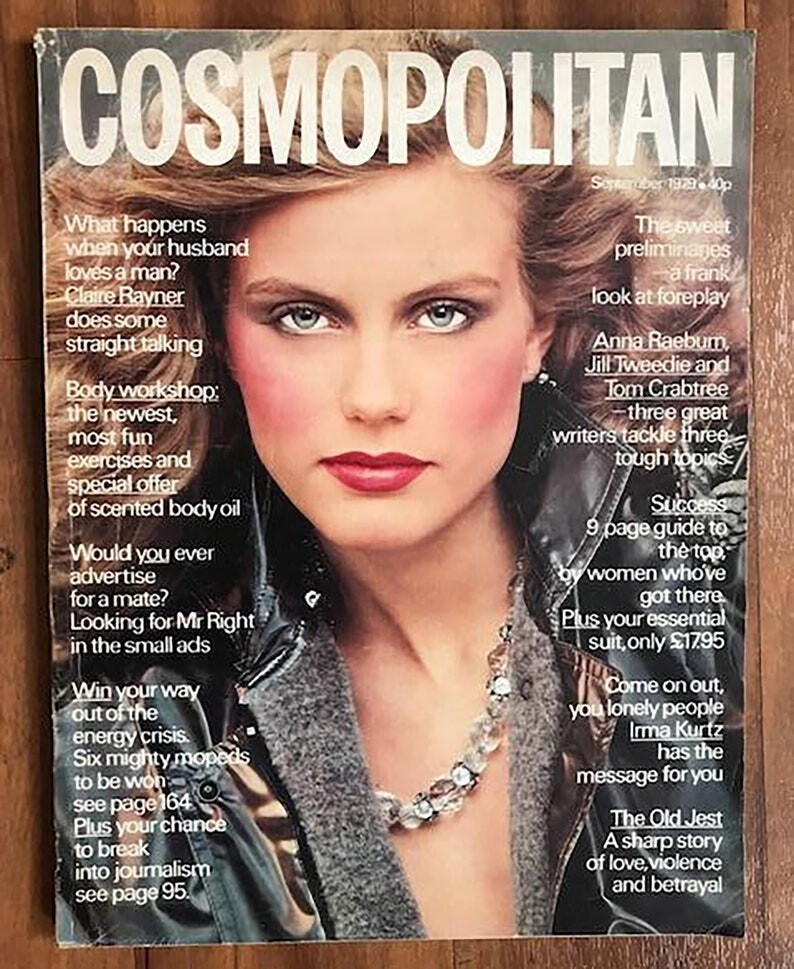 COSMOPOLITAN
September 1979 • 40p
What happens
when your husband
loves a man?
Claire Rayner
does some
straight talking
Body workshop:
the newest,
most fun
exercises and
special offer
of scented body oil
Would you ever
advertise
for a mate?
Looking for Mr Right
in the small ads
Win your way
out of the
energy crisis.
Six mighty mopeds
to be won-
see page 164
Plus your chance
to break
into journalism
see page 95.
The sweet
preliminaries
a frank
look at foreplay
Anna Raeburn,
Jill Tweedie and
Tom Crabtree
—three great
writers tackle three
tough topics
Success
9 page guide to
the top,
by women who've
got there.
Plus your essential
suit, only £17.95
Come on out,
you lonely people
Irma Kurtz
has the
message for you
The Old Jest
A sharp story
of love, violence
and betrayal